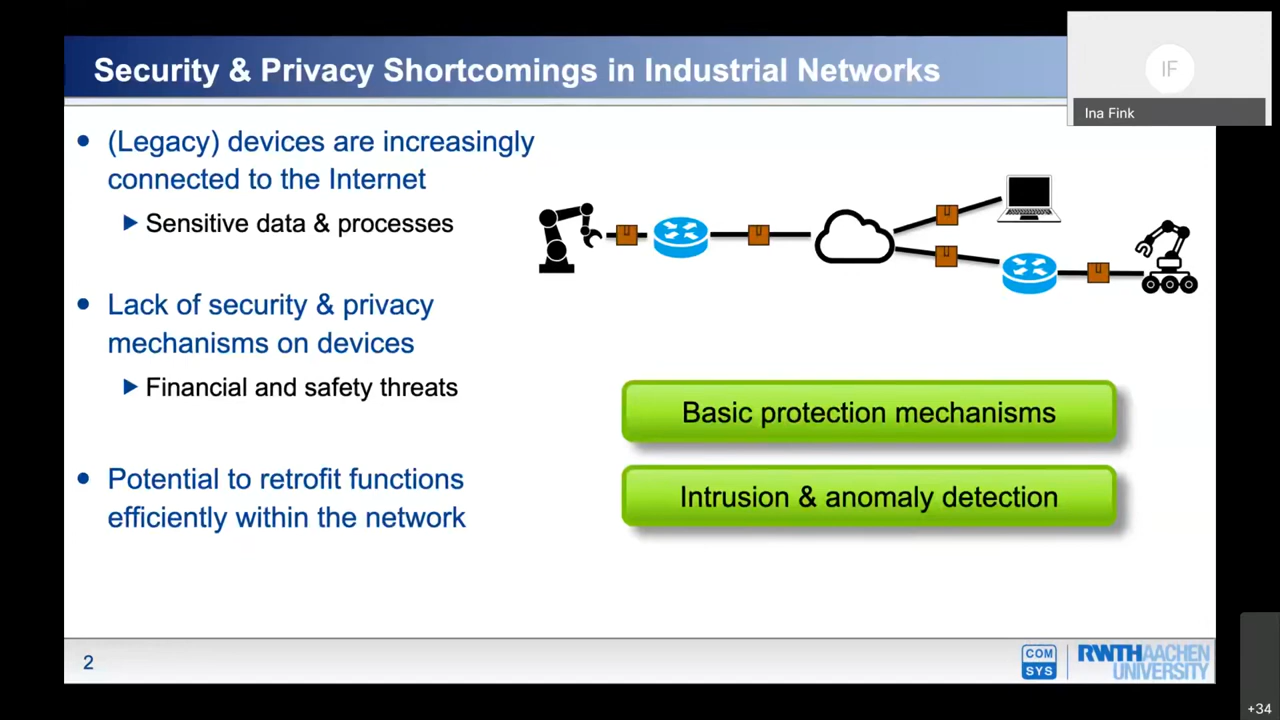 Security & Privacy Shortcomings in Industrial Networks
IF
Ina Fink
(Legacy) devices are increasingly
connected to the Internet
Sensitive data & processes
Lack of security & privacy
mechanisms on devices
Financial and safety threats
Potential to retrofit functions
efficiently within the network
Basic protection mechanisms
Intrusion & anomaly detection
2
COM
SYS
RWTHAACHEN
UNIVERSITY
+34